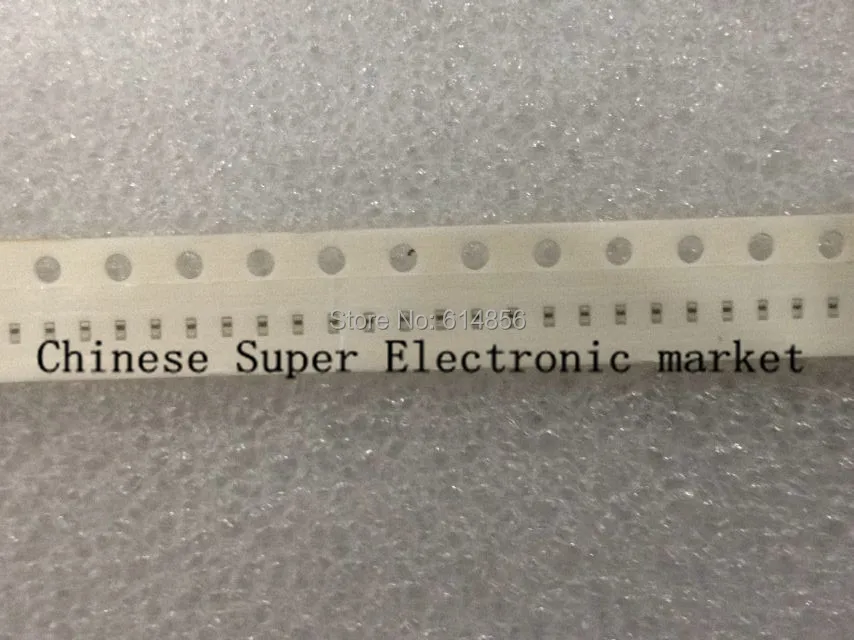 Store No: 614856
Chinese Super Electronic market